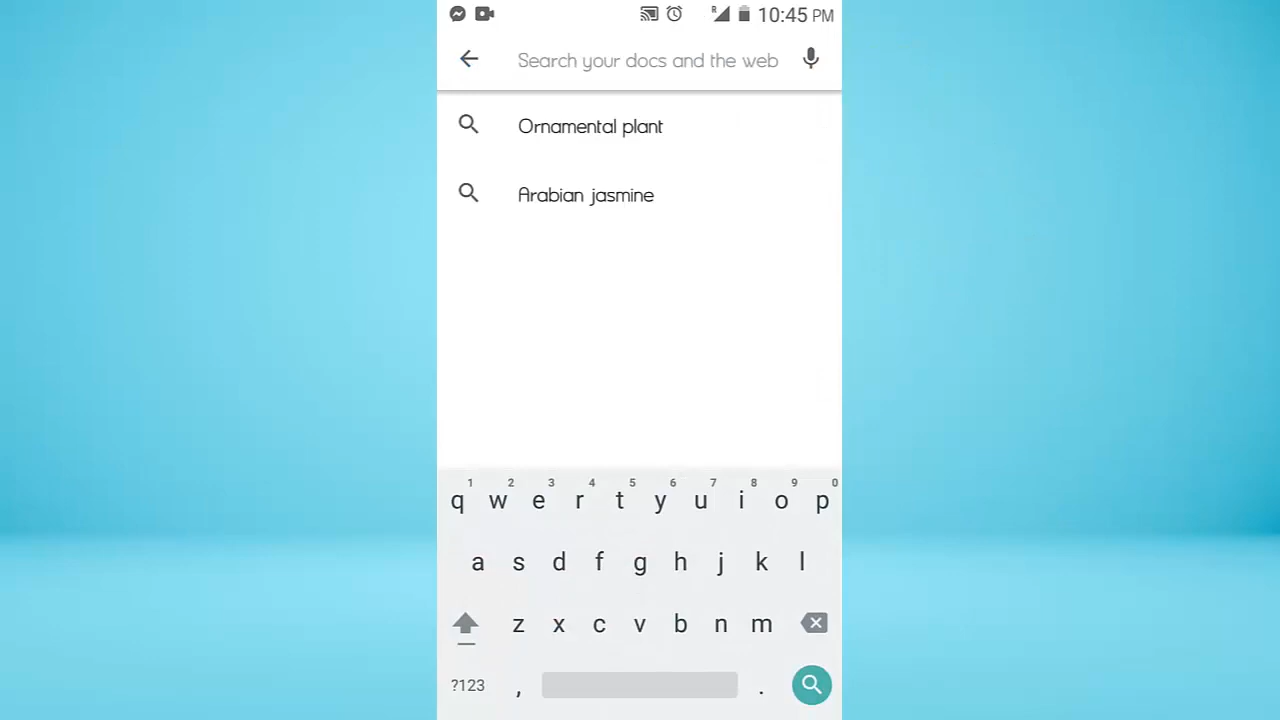 R 10:45 PM
Search your docs and the web
Ornamental plant
Arabian jasmine
1 2 3 4 5 6 7 8 9 0
q w e r t y u i o p
a s d f g h j k l
z x c v b n m
?123 , .